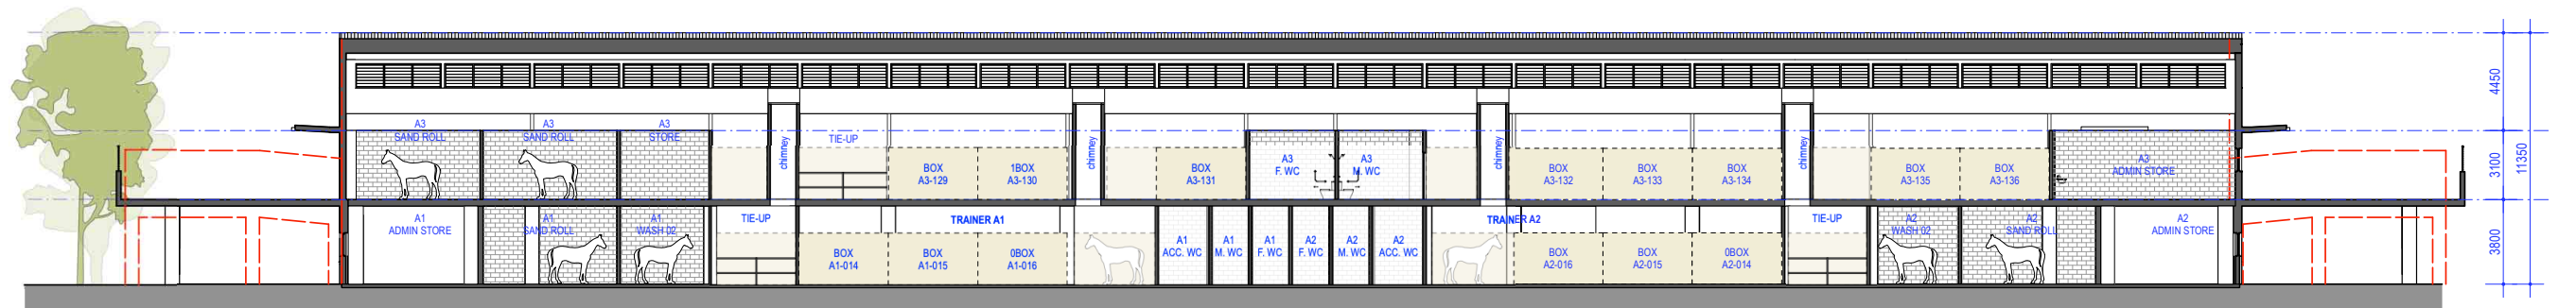 A3
SAND ROLL
A3
SAND ROLL
A3
STORE
chimney
TIE-UP
BOX
A3-129
1BOX
A3-130
chimney
BOX
A3-131
A3
F. WC
A3
M. WC
chimney
BOX
A3-132
BOX
A3-133
BOX
A3-134
chimney
BOX
A3-135
BOX
A3-136
A3
ADMIN STORE
A1
ADMIN STORE
A1
SAND ROLL
A1
WASH 02
TIE-UP
TRAINER A1
BOX
A1-014
BOX
A1-015
0BOX
A1-016
A1
ACC. WC
A1
M. WC
A1
F. WC
A2
F. WC
A2
M. WC
A2
ACC. WC
TRAINER A2
BOX
A2-016
BOX
A2-015
0BOX
A2-014
TIE-UP
A2
WASH 02
A2
SAND ROLL
A2
ADMIN STORE
4450
3100
3800
11350